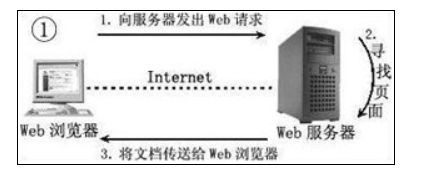 ①
1. 向服务器发出 Web 请求
2. 寻找页面
Internet
Web 浏览器
Web 服务器
3. 将文档传送给 Web 浏览器